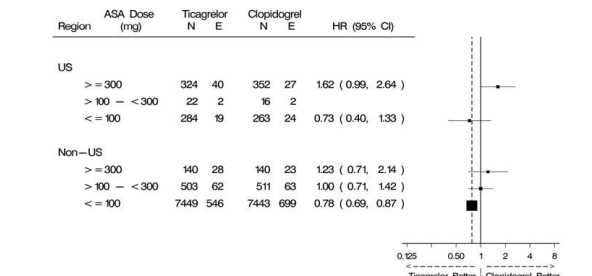 ASA Dose Ticagrelor Clopidogrel
Region (mg) N E N E HR (95% CI)
US
>=300 324 40 352 27 1.62 (0.99, 2.64)
>100 – <300 22 2 16 2
<=100 284 19 263 24 0.73 (0.40, 1.33)
Non–US
>=300 140 28 140 23 1.23 (0.71, 2.14)
>100 – <300 503 62 511 63 1.00 (0.71, 1.42)
<=100 7449 546 7443 699 0.78 (0.69, 0.87)
0.125 0.50 1 2 4 8
Ticagrelor Better Clopidogrel Better